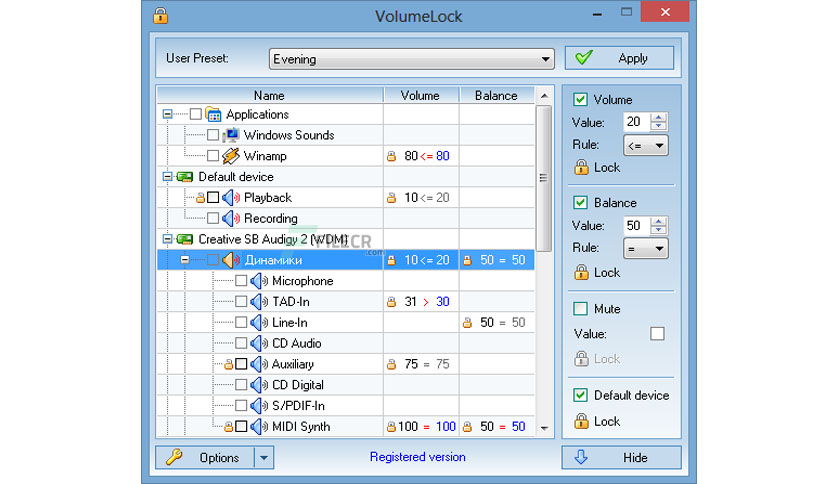 VolumeLock
User Preset: Evening Apply
Name Volume Balance
Applications
Windows Sounds
Winamp 80 <= 80
Default device
Playback 10 <= 20
Recording
Creative SB Audigy 2 [WDM]
Динамики 10 <= 20 50 = 50
Microphone
TAD-In 31 > 30
Line-In 50 = 50
CD Audio
Auxiliary 75 = 75
CD Digital
S/PDIF-In
MIDI Synth 100 = 100 50 = 50
Volume
Value: 20
Rule: <=
Lock
Balance
Value: 50
Rule: =
Lock
Mute
Value:
Lock
Default device
Lock
FILECR
.com
Options Registered version Hide